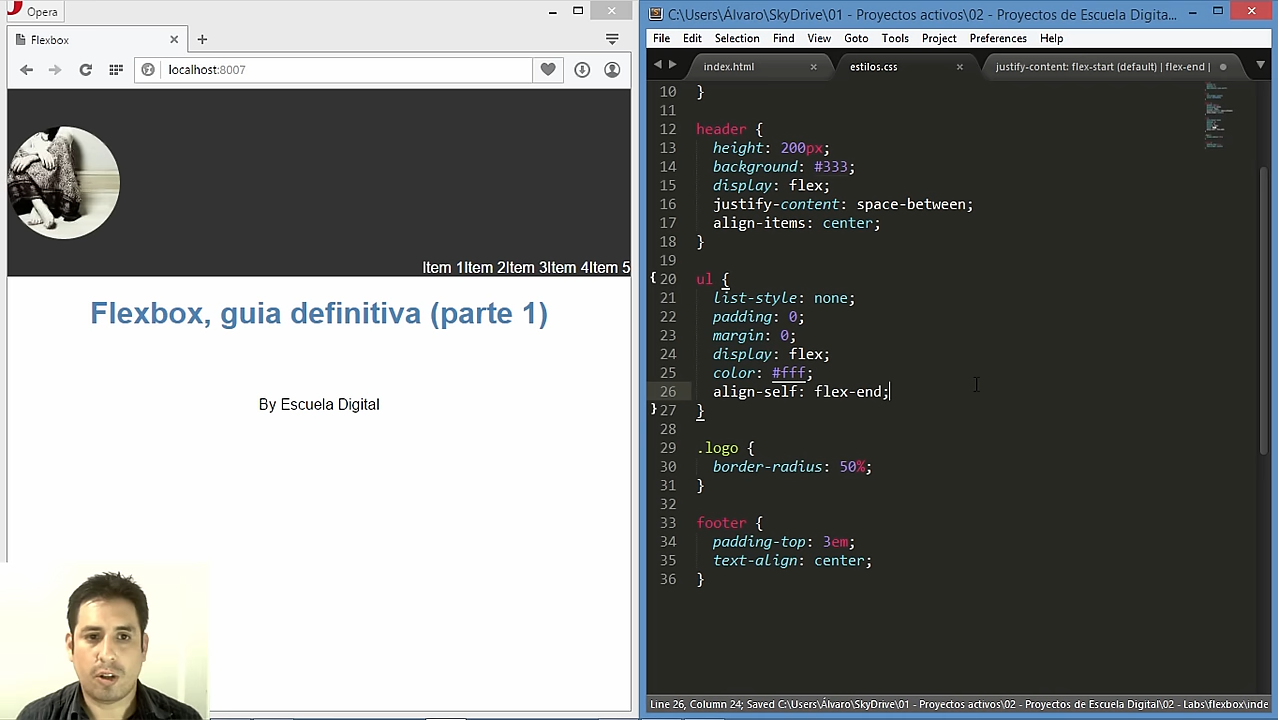 Opera
Flexbox
localhost:8007
Item 1Item 2Item 3Item 4Item 5
Flexbox, guia definitiva (parte 1)
By Escuela Digital
C:\Users\Álvaro\SkyDrive\01 - Proyectos activos\02 - Proyectos de Escuela Digita...
File Edit Selection Find View Goto Tools Project Preferences Help
index.html estilos.css justify-content: flex-start (default) | flex-end |
10 }
11
12 header {
13 height: 200px;
14 background: #333;
15 display: flex;
16 justify-content: space-between;
17 align-items: center;
18 }
19
20 ul {
21 list-style: none;
22 padding: 0;
23 margin: 0;
24 display: flex;
25 color: #fff;
26 align-self: flex-end;
27 }
28
29 .logo {
30 border-radius: 50%;
31 }
32
33 footer {
34 padding-top: 3em;
35 text-align: center;
36 }
Line 26, Column 24; Saved C:\Users\Álvaro\SkyDrive\01 - Proyectos activos\02 - Proyectos de Escuela Digital\02 - Labs\flexbox\inde